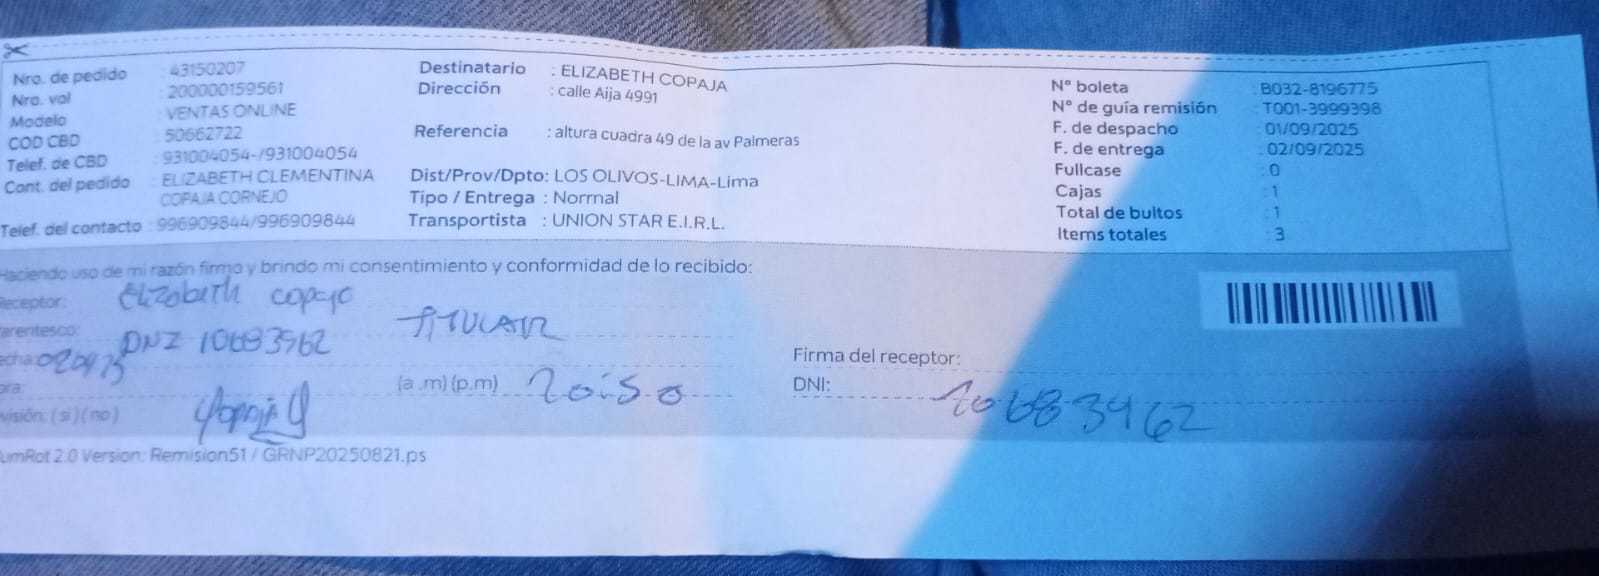 Nro. de pedido : 43150207
Nro. val : 200000159561
Modelo : VENTAS ONLINE
COD CBD : 50662722
Telef. de CBD : 931004054-/931004054
Cont. del pedido : ELIZABETH CLEMENTINA
COPAJA CORNEJO
Telef. del contacto : 996909844/996909844
Destinatario : ELIZABETH COPAJA
Dirección : calle Aija 4991
Referencia : altura cuadra 49 de la av Palmeras
Dist/Prov/Dpto: LOS OLIVOS-LIMA-Lima
Tipo / Entrega : Normal
Transportista : UNION STAR E.I.R.L.
N° boleta : B032-8196775
N° de guía remisión : T001-3999398
F. de despacho : 01/09/2025
F. de entrega : 02/09/2025
Fullcase : 0
Cajas : 1
Total de bultos : 1
Items totales : 3
Haciendo uso de mi razón firmo y brindo mi consentimiento y conformidad de lo recibido:
Receptor: Elizabeth copaja
arentesco: TITULAR
DNI 10683962
echa:
ora: (a .m) (p.m) 10:50
visión: ( si ) ( no )
Firma del receptor:
DNI: 10683962
umRot 2.0 Version: Remision51 / GRNP20250821.ps